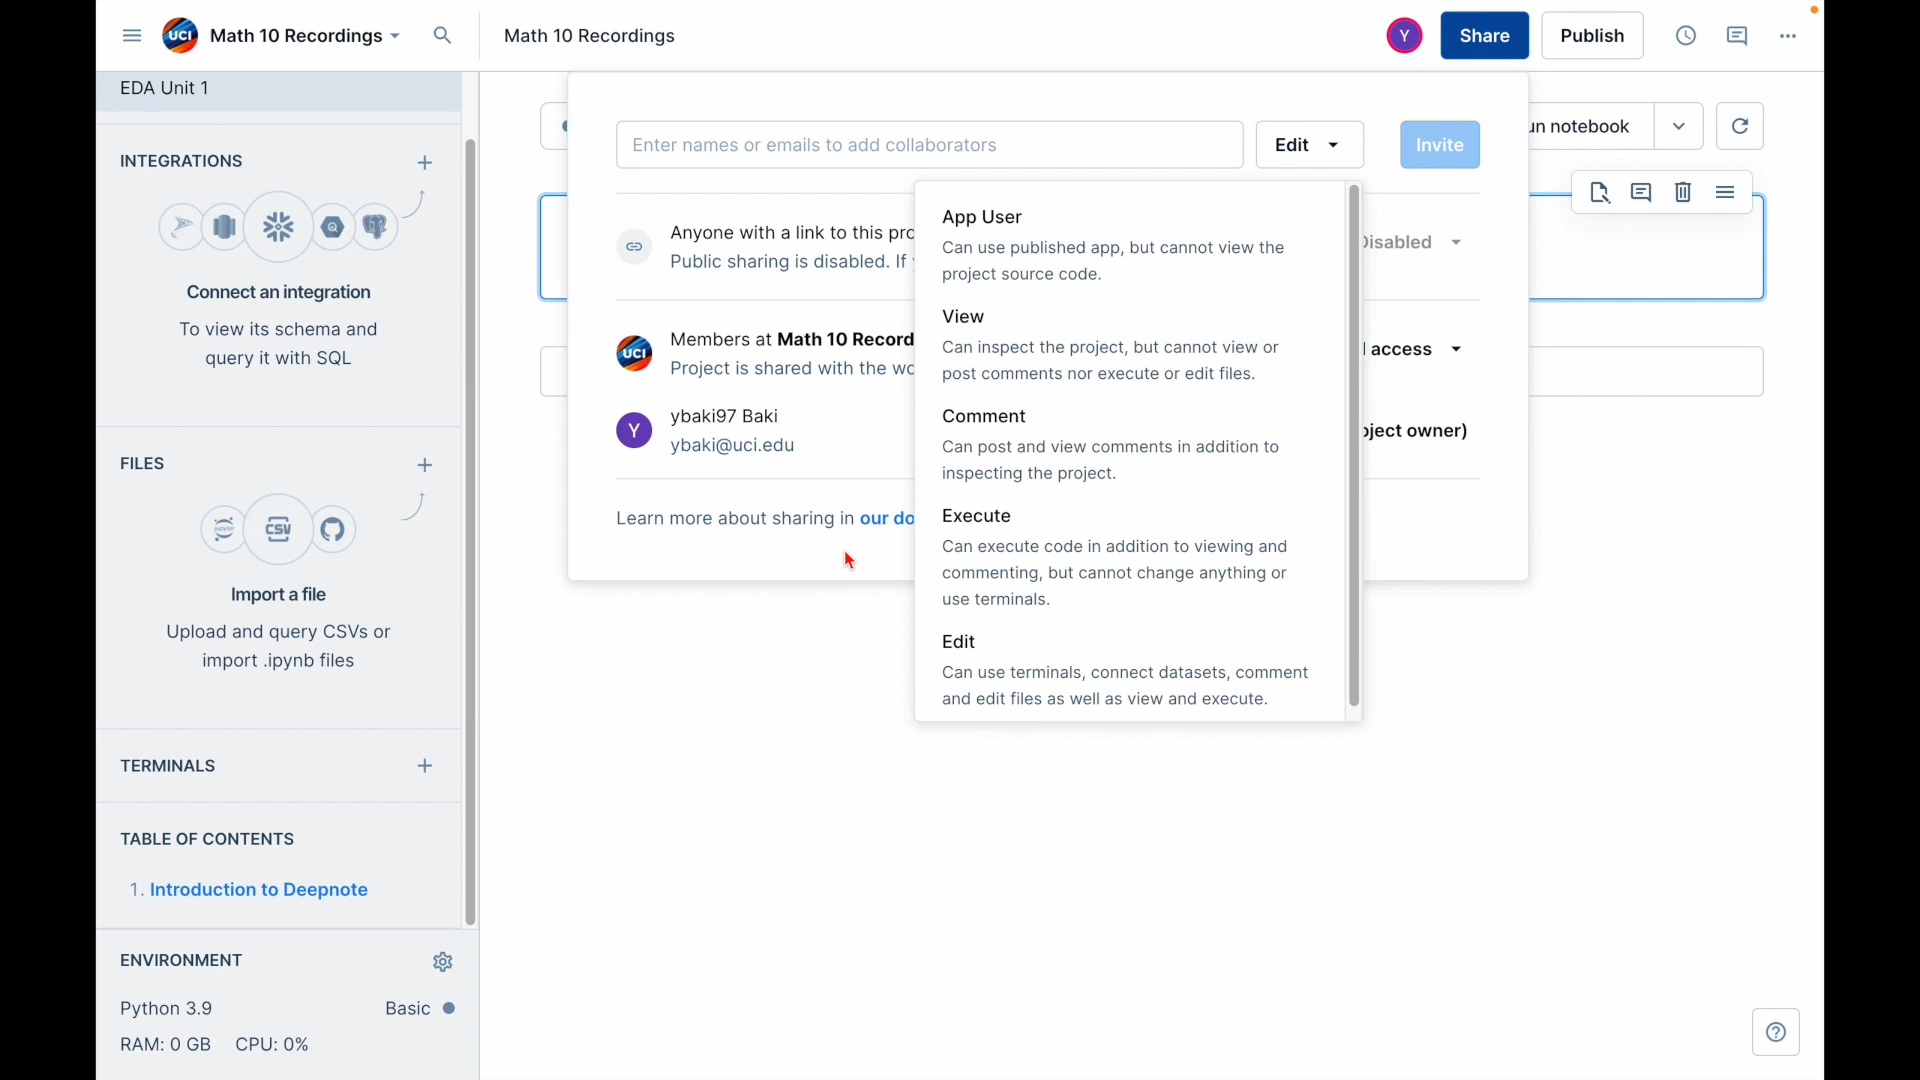 UCI
Math 10 Recordings
Math 10 Recordings
Y
Share
Publish
EDA Unit 1
INTEGRATIONS
Connect an integration
To view its schema and
query it with SQL
FILES
jupyter
CSV
Import a file
Upload and query CSVs or
import .ipynb files
TERMINALS
TABLE OF CONTENTS
1. Introduction to Deepnote
ENVIRONMENT
Python 3.9 Basic
RAM: 0 GB CPU: 0%
Enter names or emails to add collaborators
Edit
Invite
notebook
Anyone with a link to this
Public sharing is disabled. If
Disabled
UCI
Members at Math 10
Project is shared with the
access
Y
ybaki97 Baki
ybaki@uci.edu
owner)
Learn more about sharing in our
App User
Can use published app, but cannot view the
project source code.
View
Can inspect the project, but cannot view or
post comments nor execute or edit files.
Comment
Can post and view comments in addition to
inspecting the project.
Execute
Can execute code in addition to viewing and
commenting, but cannot change anything or
use terminals.
Edit
Can use terminals, connect datasets, comment
and edit files as well as view and execute.